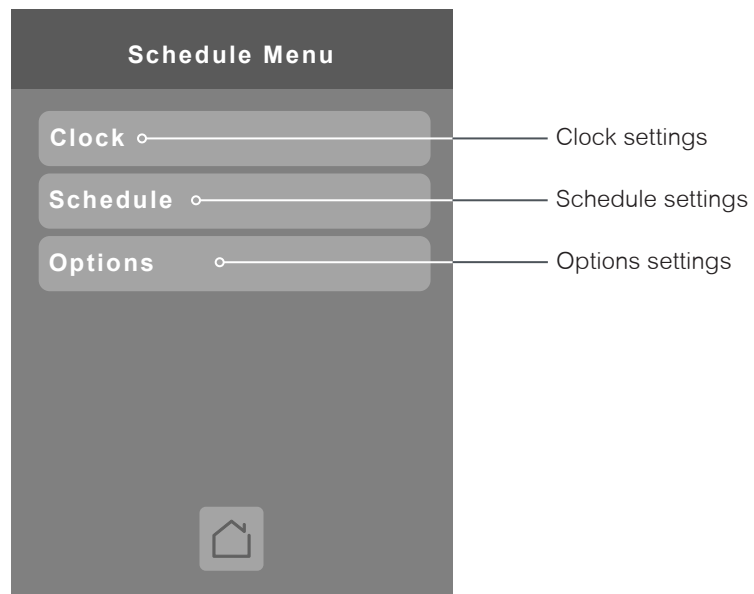 Schedule Menu
Clock
Clock settings
Schedule
Schedule settings
Options
Options settings